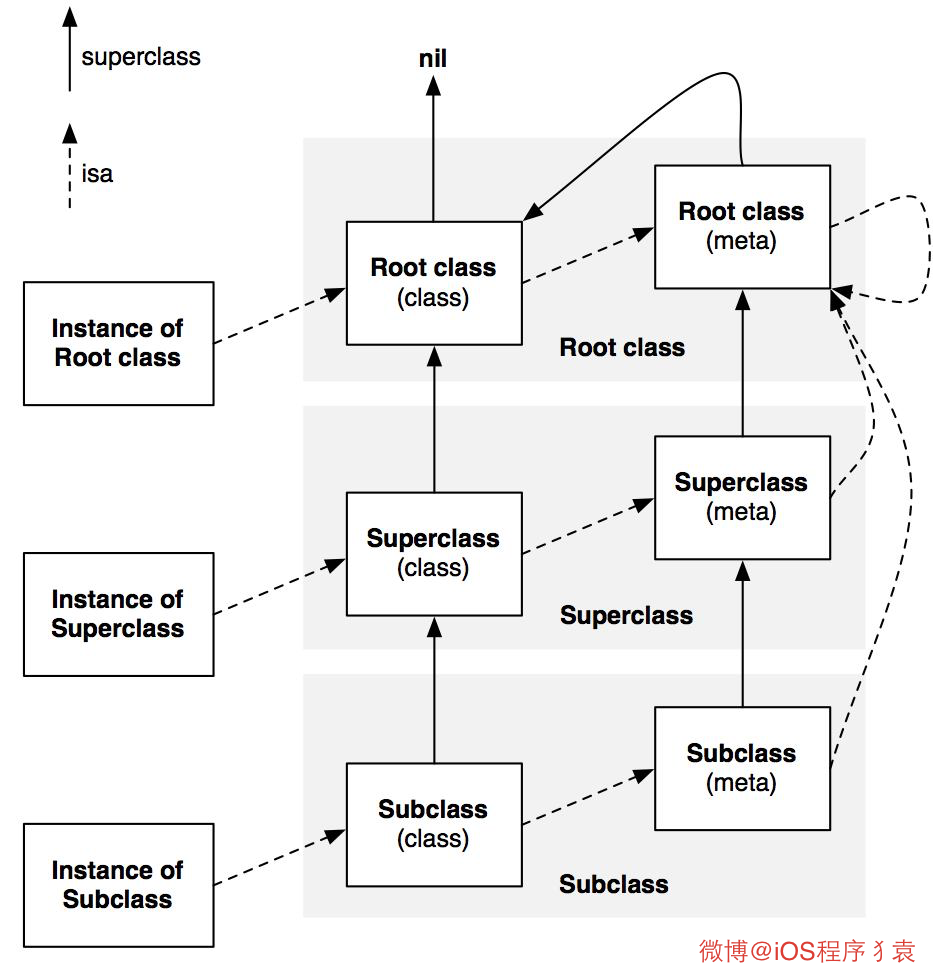 superclass
isa
nil
Root class
(meta)
Root class
(class)
Instance of
Root class
Root class
Superclass
(meta)
Superclass
(class)
Instance of
Superclass
Superclass
Subclass
(meta)
Subclass
(class)
Instance of
Subclass
Subclass
微博@iOS程序犭袁